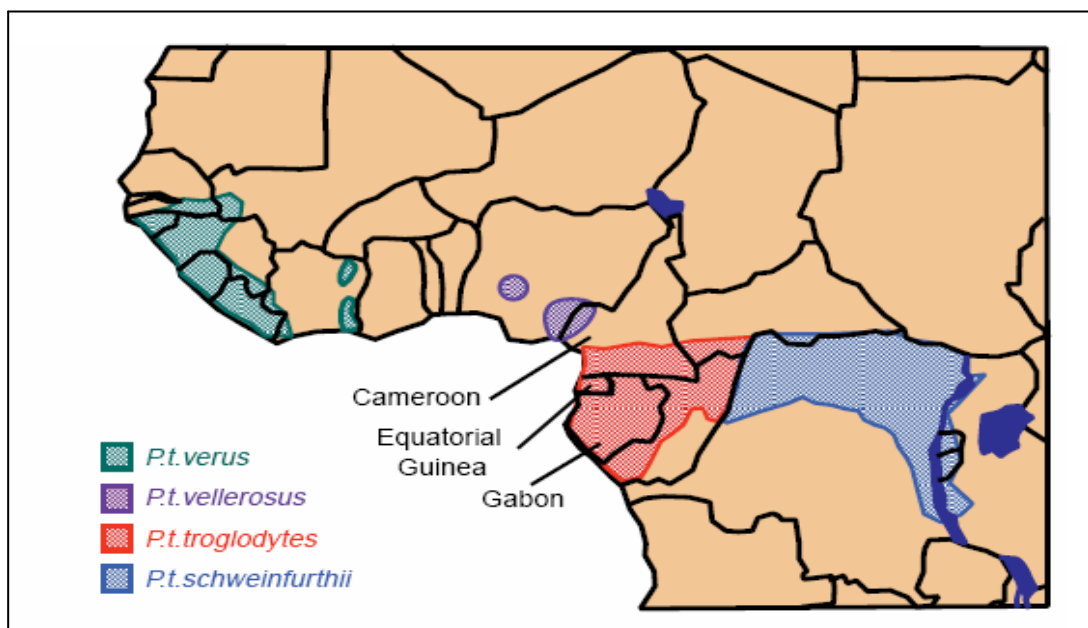 Cameroon
Equatorial
Guinea
Gabon
P.t.verus
P.t.vellerosus
P.t.troglodytes
P.t.schweinfurthii